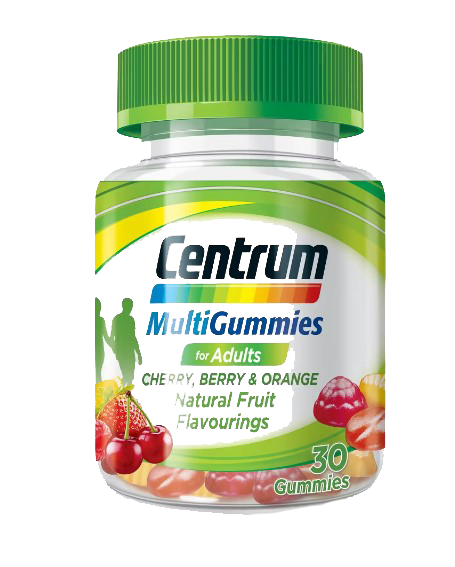 Centrum
MultiGummies
for Adults
CHERRY, BERRY & ORANGE
Natural Fruit
Flavourings
30
Gummies